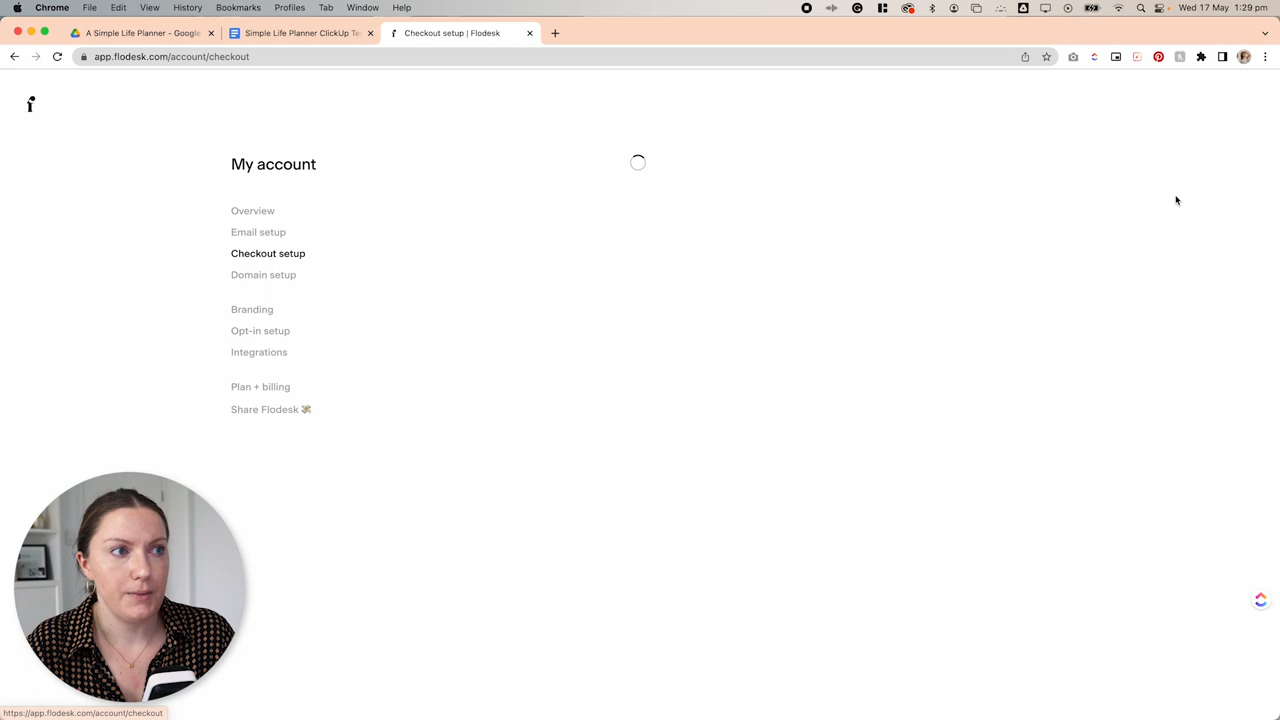 Chrome File Edit View History Bookmarks Profiles Tab Window Help Wed 17 May 1:29 pm
A Simple Life Planner - Google Simple Life Planner ClickUp Te Checkout setup | Flodesk
app.flodesk.com/account/checkout
My account
Overview
Email setup
Checkout setup
Domain setup
Branding
Opt-in setup
Integrations
Plan + billing
Share Flodesk 💸
https://app.flodesk.com/account/checkout